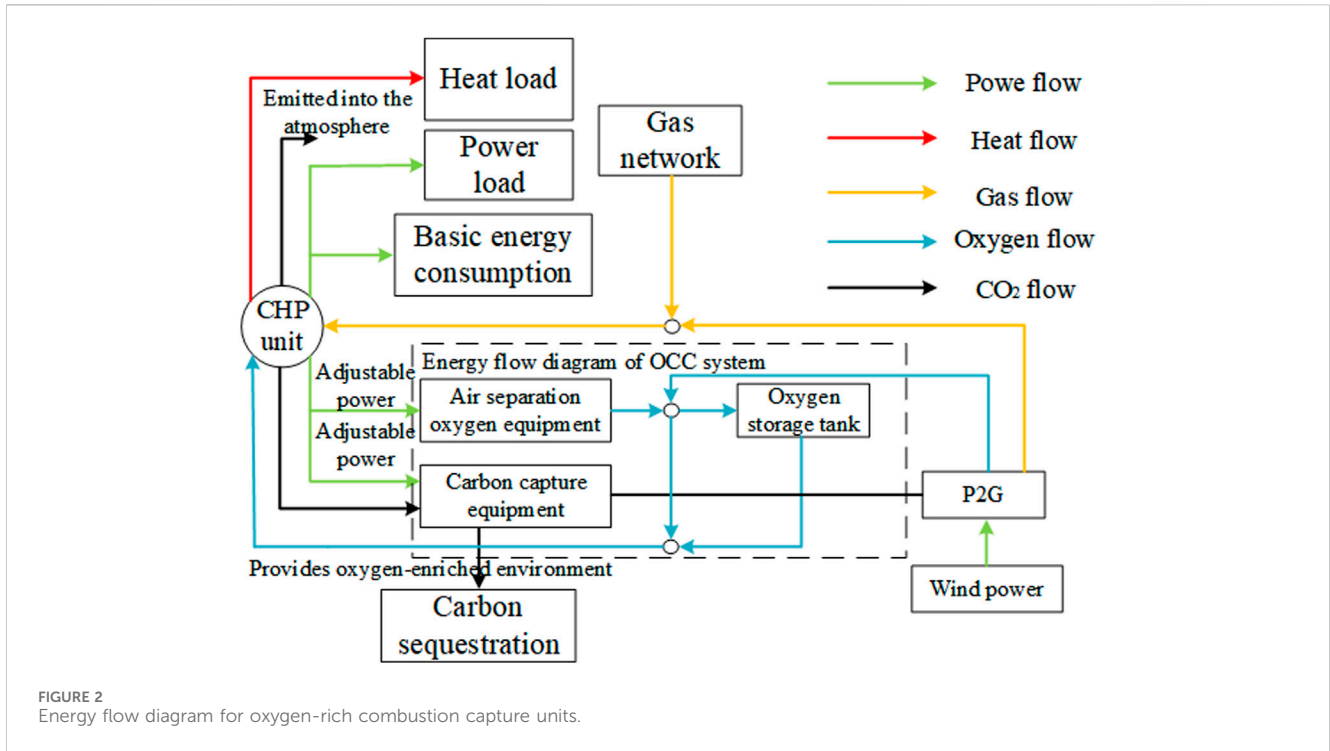 Heat load
Emitted into the
atmosphere
Power
load
Basic energy
consumption
Gas
network
Powe flow
Heat flow
Gas flow
Oxygen flow
CO₂ flow
CHP
unit
Energy flow diagram of OCC system
Adjustable
power
Air separation
oxygen equipment
Oxygen
storage tank
Adjustable
power
Carbon capture
equipment
P2G
Provides oxygen-enriched environment
Wind power
Carbon
sequestration
FIGURE 2
Energy flow diagram for oxygen-rich combustion capture units.